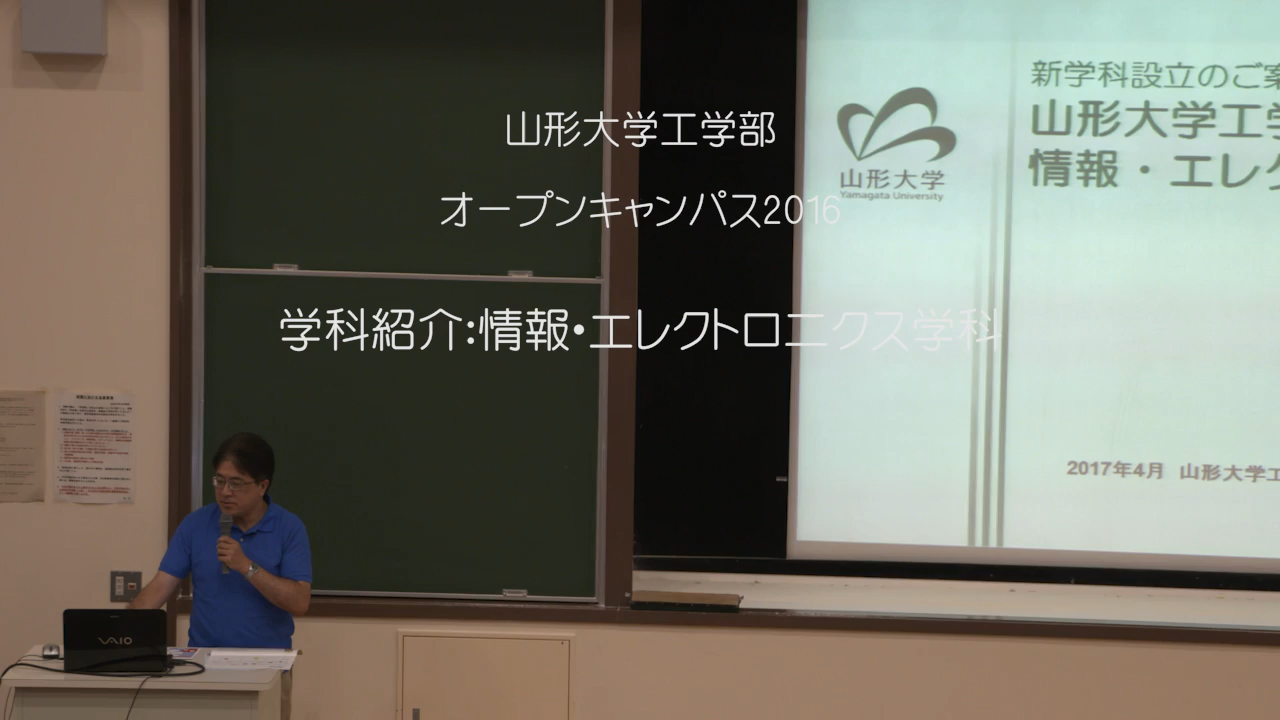 山形大学工学部
オープンキャンパス2016
学科紹介:情報・エレクトロニクス学科
新学科設立のご案
山形大学工学
情報・エレク
山形大学
Yamagata University
2017年4月 山形大学工
VAIO